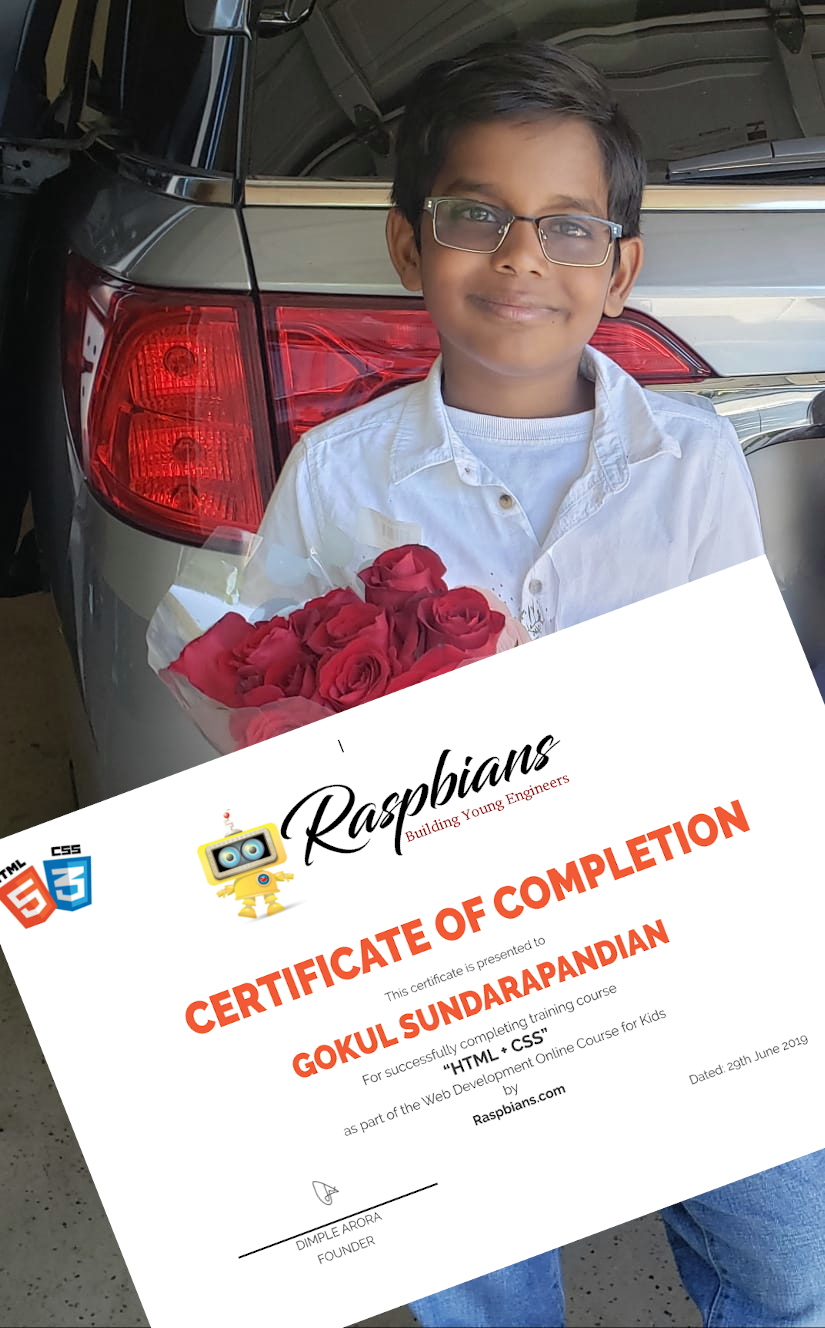 Raspbians
Building Young Engineers
HTML
CSS
5
3
CERTIFICATE OF COMPLETION
This certificate is presented to
GOKUL SUNDARAPANDIAN
For successfully completing training course
“HTML + CSS”
as part of the Web Development Online Course for Kids
by
Raspbians.com
Dated: 29th June 2019
DIMPLE ARORA
FOUNDER